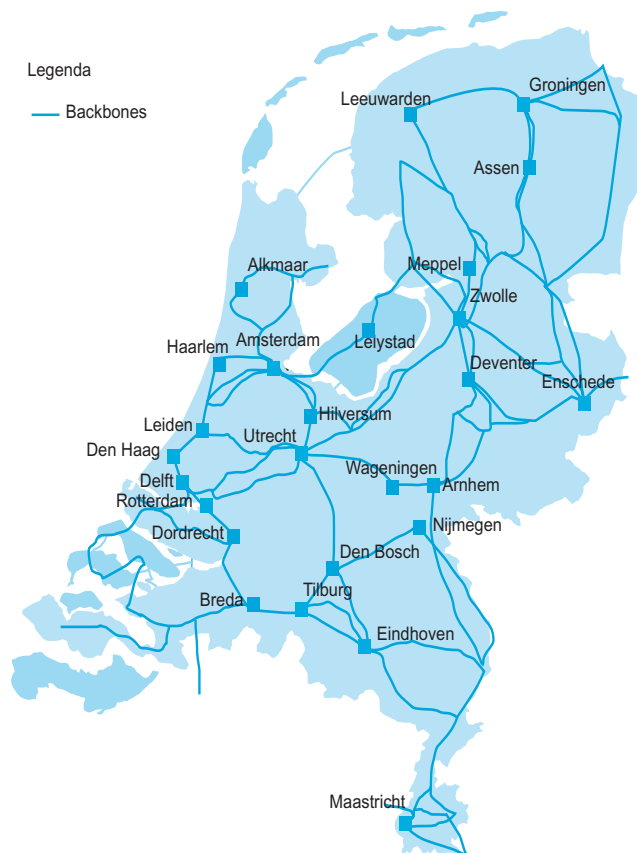 Legenda
Backbones
Groningen
Leeuwarden
Assen
Alkmaar
Meppel
Zwolle
Amsterdam
Lelystad
Haarlem
Deventer
Enschede
Hilversum
Leiden
Utrecht
Den Haag
Wageningen
Delft
Arnhem
Rotterdam
Nijmegen
Dordrecht
Den Bosch
Breda
Tilburg
Eindhoven
Maastricht